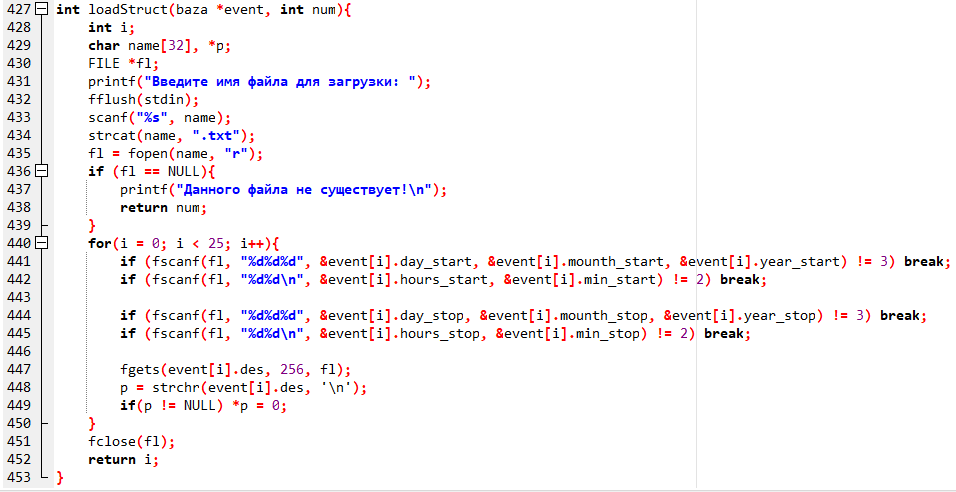 427 int loadStruct(baza *event, int num){
428     int i;
429     char name[32], *p;
430     FILE *fl;
431     printf("Введите имя файла для загрузки: ");
432     fflush(stdin);
433     scanf("%s", name);
434     strcat(name, ".txt");
435     fl = fopen(name, "r");
436     if (fl == NULL){
437         printf("Данного файла не существует!\n");
438         return num;
439     }
440     for(i = 0; i < 25; i++){
441         if (fscanf(fl, "%d%d%d", &event[i].day_start, &event[i].mounth_start, &event[i].year_start) != 3) break;
442         if (fscanf(fl, "%d%d\n", &event[i].hours_start, &event[i].min_start) != 2) break;
443
444         if (fscanf(fl, "%d%d%d", &event[i].day_stop, &event[i].mounth_stop, &event[i].year_stop) != 3) break;
445         if (fscanf(fl, "%d%d\n", &event[i].hours_stop, &event[i].min_stop) != 2) break;
446
447         fgets(event[i].des, 256, fl);
448         p = strchr(event[i].des, '\n');
449         if(p != NULL) *p = 0;
450     }
451     fclose(fl);
452     return i;
453 }